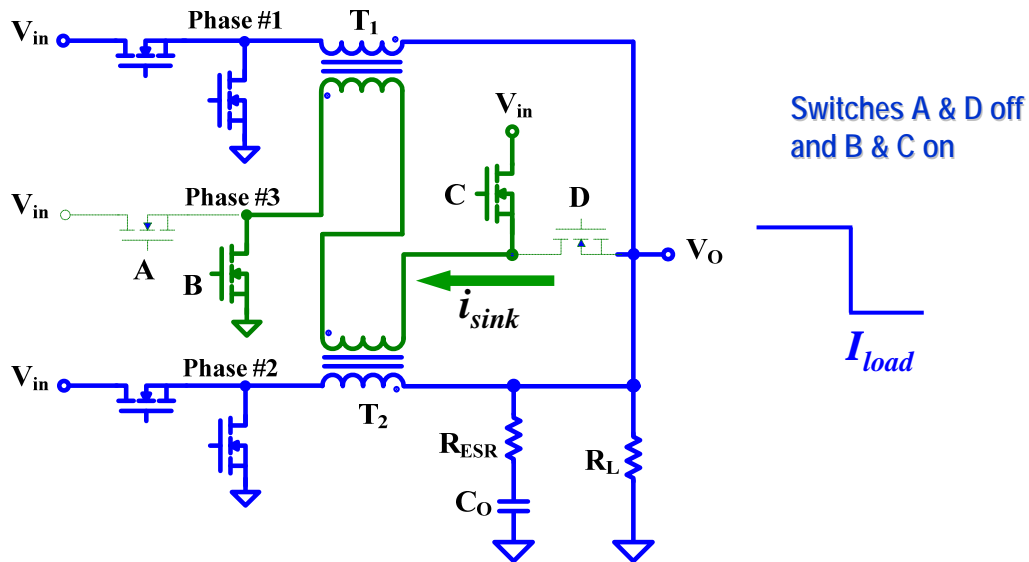 Phase #1
T1
Vin
Switches A & D off
and B & C on
Vin
C
D
Phase #3
Vin
A
B
VO
isink
Iload
Phase #2
Vin
T2
RESR
RL
CO